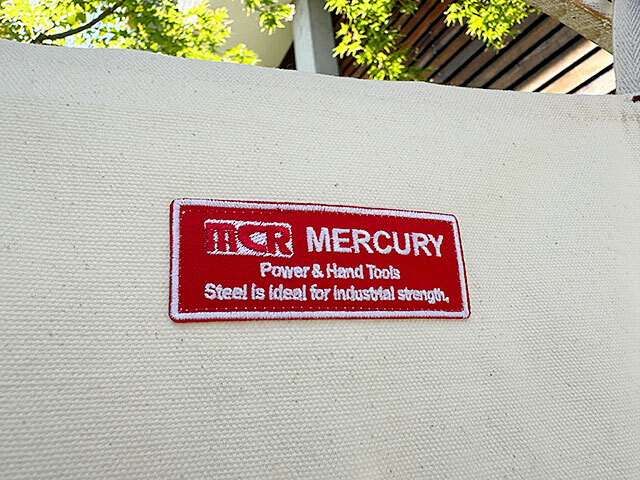 MCR MERCURY
Power & Hand Tools
Steel is ideal for industrial strength.